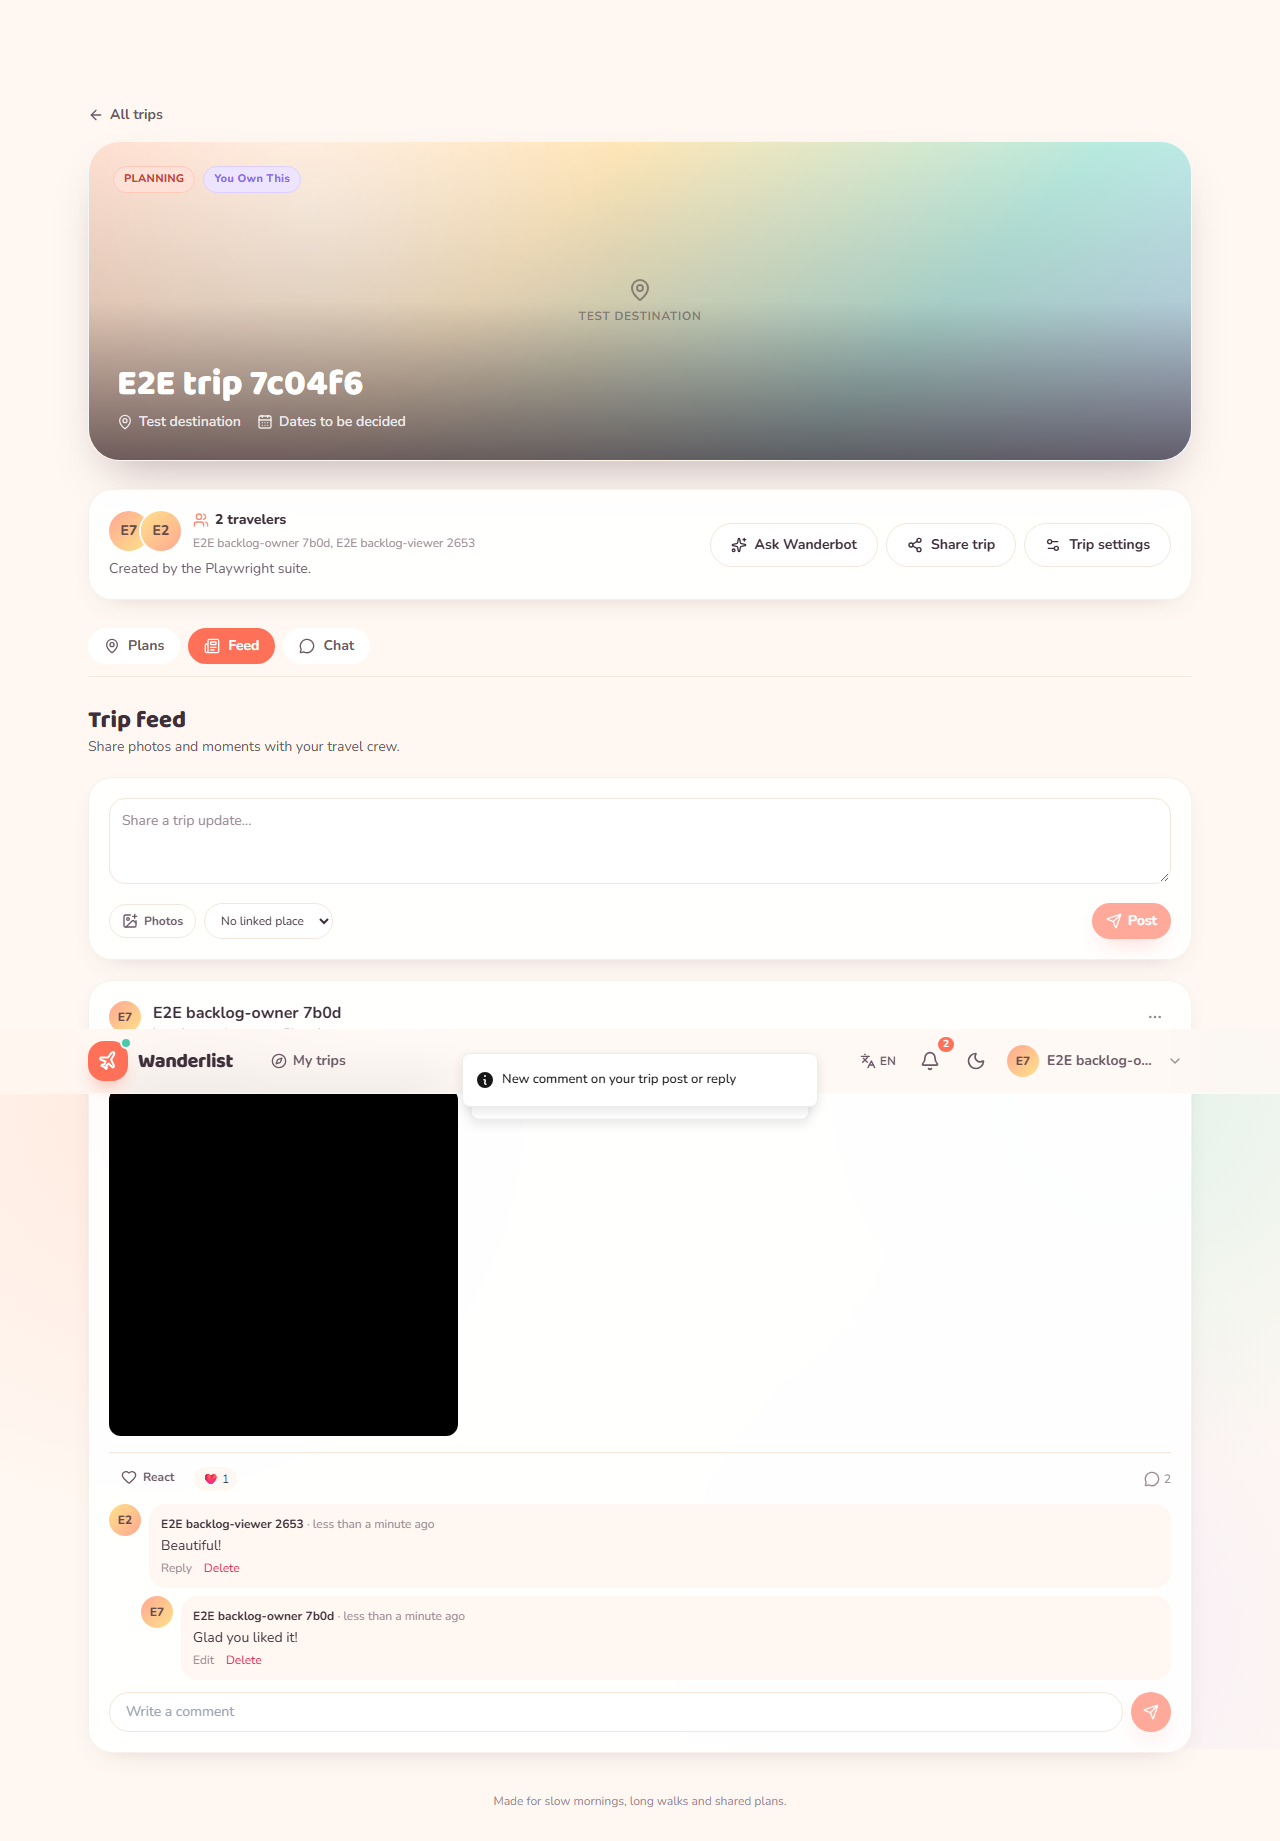 All trips
PLANNING
You Own This
TEST DESTINATION
E2E trip 7c04f6
Test destination
Dates to be decided
E7
E2
2 travelers
E2E backlog-owner 7b0d, E2E backlog-viewer 2653
Created by the Playwright suite.
Ask Wanderbot
Share trip
Trip settings
Plans
Feed
Chat
Trip feed
Share photos and moments with your travel crew.
Share a trip update...
Photos
No linked place
Post
E7
E2E backlog-owner 7b0d
Wanderlist
My trips
New comment on your trip post or reply
EN
2
E7
E2E backlog-o...
React
1
2
E2
E2E backlog-viewer 2653 · less than a minute ago
Beautiful!
Reply
Delete
E7
E2E backlog-owner 7b0d · less than a minute ago
Glad you liked it!
Edit
Delete
Write a comment
Made for slow mornings, long walks and shared plans.